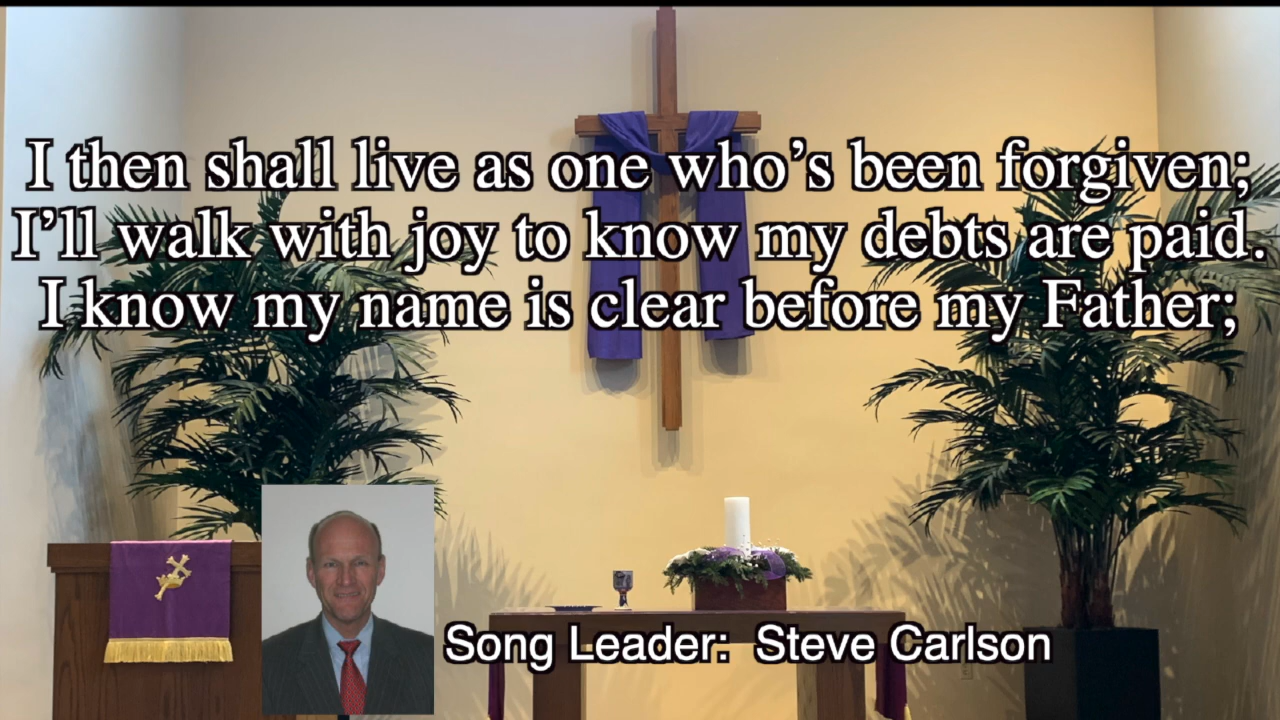 I then shall live as one who’s been forgiven;
I’ll walk with joy to know my debts are paid.
I know my name is clear before my Father;
Song Leader:  Steve Carlson